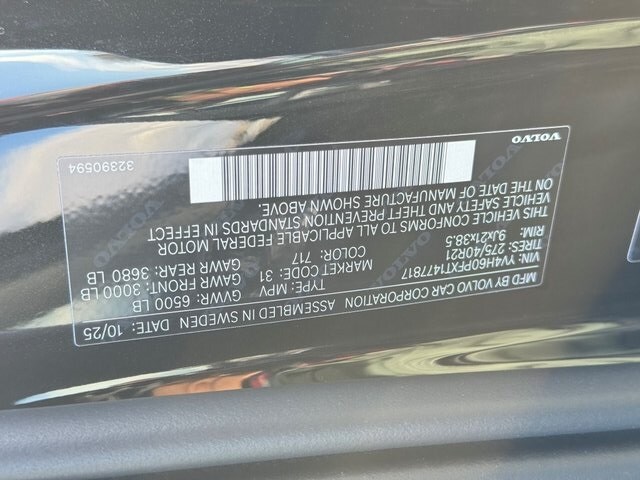 MFD BY VOLVO CAR CORPORATION ASSEMBLED IN SWEDEN DATE: 10/25
VIN: YV4H60PFXT1477817 TYPE: MPV GVWR: 6500 LB
TIRES: 275/40R21 MARKET CODE: 31 GAWR FRONT: 3000 LB
RIM: 9Jx21x38.5 COLOR: 717 GAWR REAR: 3680 LB
THIS VEHICLE CONFORMS TO ALL APPLICABLE FEDERAL MOTOR
VEHICLE SAFETY AND THEFT PREVENTION STANDARDS IN EFFECT
ON THE DATE OF MANUFACTURE SHOWN ABOVE.
VOLVO 32390594